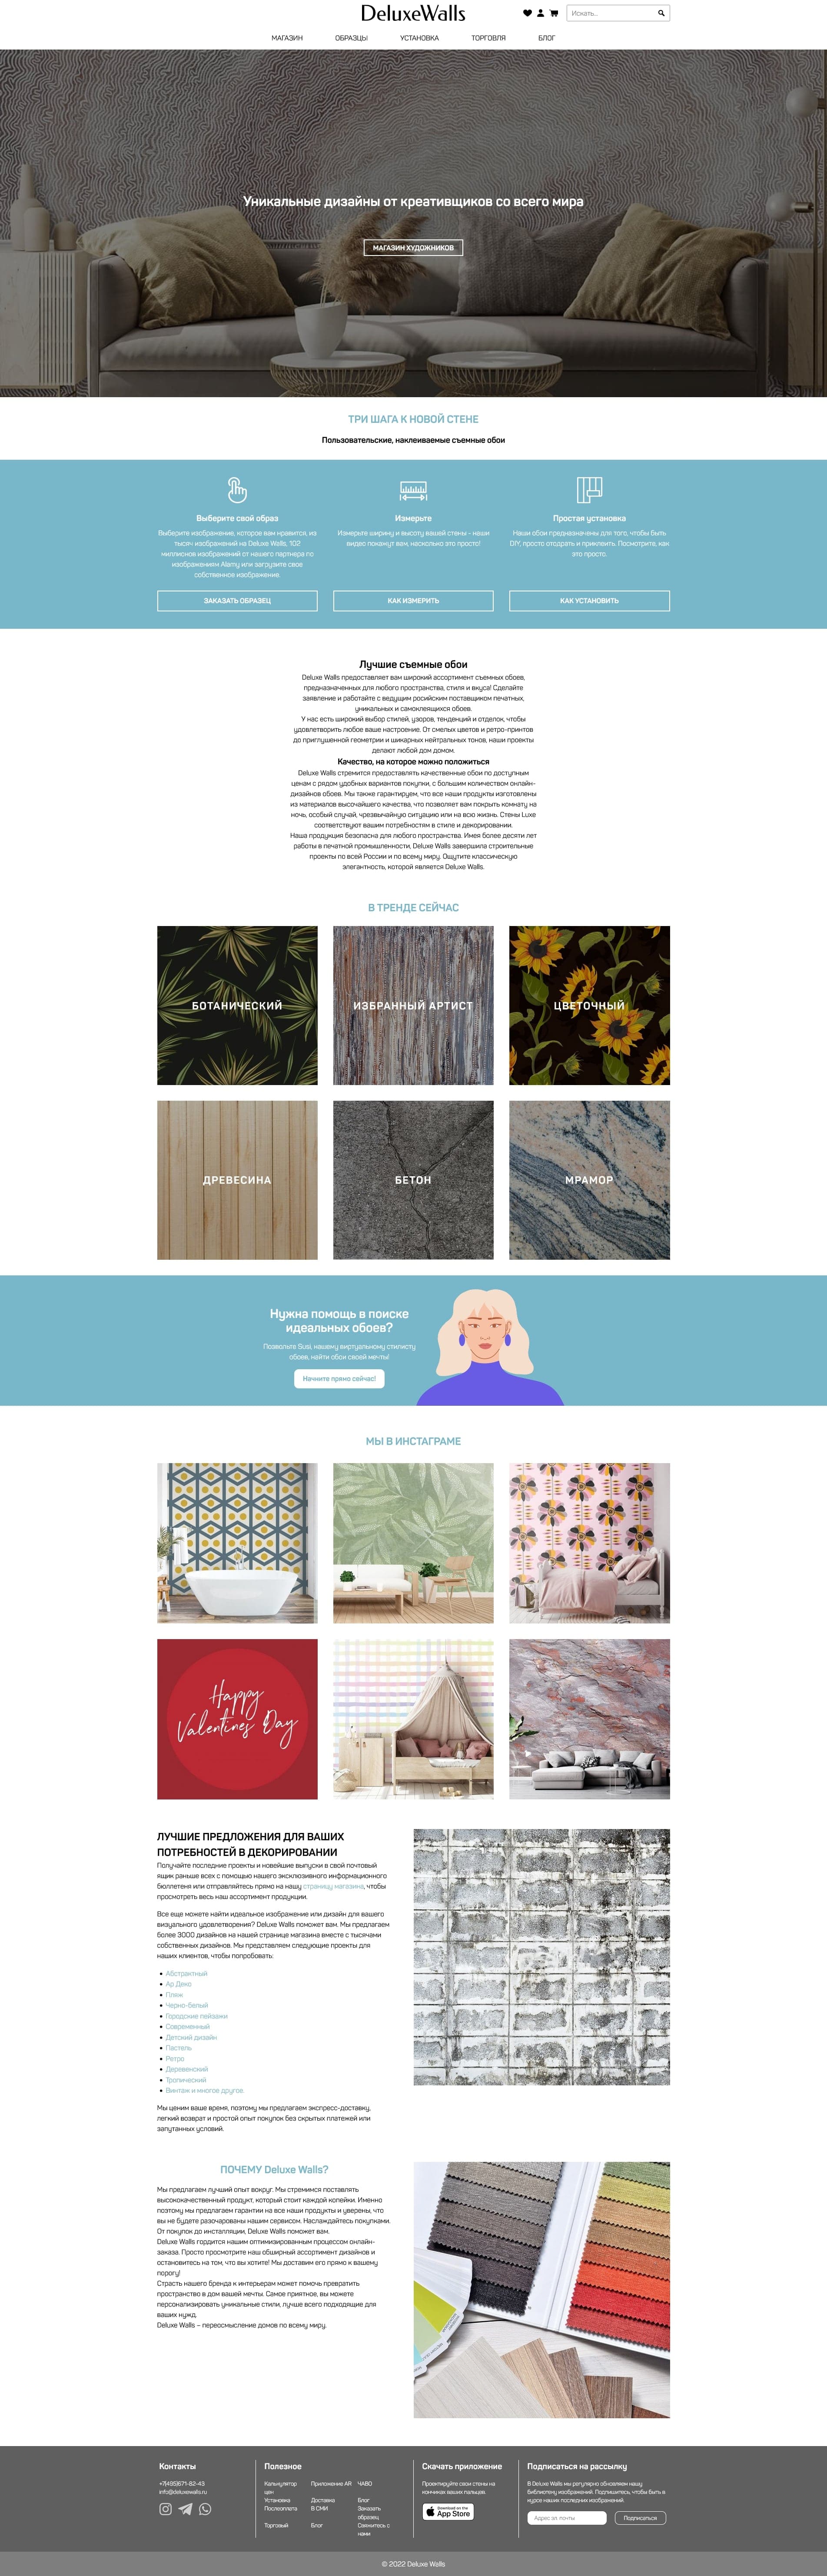 DeluxeWalls
Искать...
МАГАЗИН ОБРАЗЦЫ УСТАНОВКА ТОРГОВЛЯ БЛОГ
Уникальные дизайны от креативщиков со всего мира
МАГАЗИН ХУДОЖНИКОВ
ТРИ ШАГА К НОВОЙ СТЕНЕ
Пользовательские, наклеиваемые съемные обои
Выберите свой образ
Выберите изображение, которое вам нравится, из
тысяч изображений на Deluxe Walls, 102
миллионов изображений от нашего партнера по
изображениям Alamy или загрузите свое
собственное изображение.
ЗАКАЗАТЬ ОБРАЗЕЦ
Измерьте
Измерьте ширину и высоту вашей стены - наши
видео покажут вам, насколько это просто!
КАК ИЗМЕРИТЬ
Простая установка
Наши обои предназначены для того, чтобы быть
DIY, просто отодрать и приклеить. Посмотрите, как
это просто.
КАК УСТАНОВИТЬ
Лучшие съемные обои
Deluxe Walls предоставляет вам широкий ассортимент съемных обоев,
предназначенных для любого пространства, стиля и вкуса! Сделайте
заявление и работайте с ведущим росийским поставщиком печатных,
уникальных и самоклеящихся обоев.
У нас есть широкий выбор стилей, узоров, тенденций и отделок, чтобы
удовлетворить любое ваше настроение. От смелых цветов и ретро-принтов
до приглушенной геометрии и шикарных нейтральных тонов, наши проекты
делают любой дом домом.
Качество, на которое можно положиться
Deluxe Walls стремится предоставлять качественные обои по доступным
ценам с рядом удобных вариантов покупки, с большим количеством онлайн-
дизайнов обоев. Мы также гарантируем, что все наши продукты изготовлены
из материалов высочайшего качества, что позволяет вам покрыть комнату на
ночь, особый случай, чрезвычайную ситуацию или на всю жизнь. Стены Luxe
соответствуют вашим потребностям в стиле и декорировании.
Наша продукция безопасна для любого пространства. Имея более десяти лет
работы в печатной промышленности, Deluxe Walls завершила строительные
проекты по всей России и по всему миру. Ощутите классическую
элегантность, которой является Deluxe Walls.
В ТРЕНДЕ СЕЙЧАС
БОТАНИЧЕСКИЙ
ИЗБРАННЫЙ АРТИСТ
ЦВЕТОЧНЫЙ
ДРЕВЕСИНА
БЕТОН
МРАМОР
Нужна помощь в поиске
идеальных обоев?
Позвольте Susi, нашему виртуальному стилисту
обоев, найти обои своей мечты!
Начните прямо сейчас!
МЫ В ИНСТАГРАМЕ
Happy
Valentines Day
ЛУЧШИЕ ПРЕДЛОЖЕНИЯ ДЛЯ ВАШИХ
ПОТРЕБНОСТЕЙ В ДЕКОРИРОВАНИИ
Получайте последние проекты и новейшие выпуски в свой почтовый
ящик раньше всех с помощью нашего эксклюзивного информационного
бюллетеня или отправляйтесь прямо на нашу страницу магазина, чтобы
просмотреть весь наш ассортимент продукции.
Все еще можете найти идеальное изображение или дизайн для вашего
визуального удовлетворения? Deluxe Walls поможет вам. Мы предлагаем
более 3000 дизайнов на нашей странице магазина вместе с тысячами
собственных дизайнов. Мы представляем следующие проекты для
наших клиентов, чтобы попробовать:
Абстрактный
Ар Деко
Пляж
Черно-белый
Городские пейзажи
Современный
Детский дизайн
Пастель
Ретро
Деревенский
Тропический
Винтаж и многое другое.
Мы ценим ваше время, поэтому мы предлагаем экспресс-доставку,
легкий возврат и простой опыт покупок без скрытых платежей или
запутанных условий.
ПОЧЕМУ Deluxe Walls?
Мы предлагаем лучший опыт вокруг. Мы стремимся поставлять
высококачественный продукт, который стоит каждой копейки. Именно
поэтому мы предлагаем гарантии на все наши продукты и уверены, что
вы не будете разочарованы нашим сервисом. Наслаждайтесь покупками.
От покупок до инсталляции, Deluxe Walls поможет вам.
Deluxe Walls гордится нашим оптимизированным процессом онлайн-
заказа. Просто просмотрите наш обширный ассортимент дизайнов и
остановитесь на том, что вы хотите! Мы доставим его прямо к вашему
порогу!
Страсть нашего бренда к интерьерам может помочь превратить
пространство в дом вашей мечты. Самое приятное, вы можете
персонализировать уникальные стили, лучше всего подходящие для
ваших нужд.
Deluxe Walls – переосмысление домов по всему миру.
Контакты
+7(495)671-82-43
info@deluxewalls.ru
Полезное
Калькулятор
цен
Приложение AR
ЧАВО
Установка
Доставка
Блог
Послеоплата
В СМИ
Заказать
образец
Торговый
Блог
Свяжитесь с
нами
Скачать приложение
Проектируйте свои стены на
кончиках ваших пальцев.
Download on the
App Store
Подписаться на рассылку
В Deluxe Walls мы регулярно обновляем нашу
библиотеку изображений. Подпишитесь, чтобы быть в
курсе наших последних изображений
Адрес эл. почты
Подписаться
© 2022 Deluxe Walls